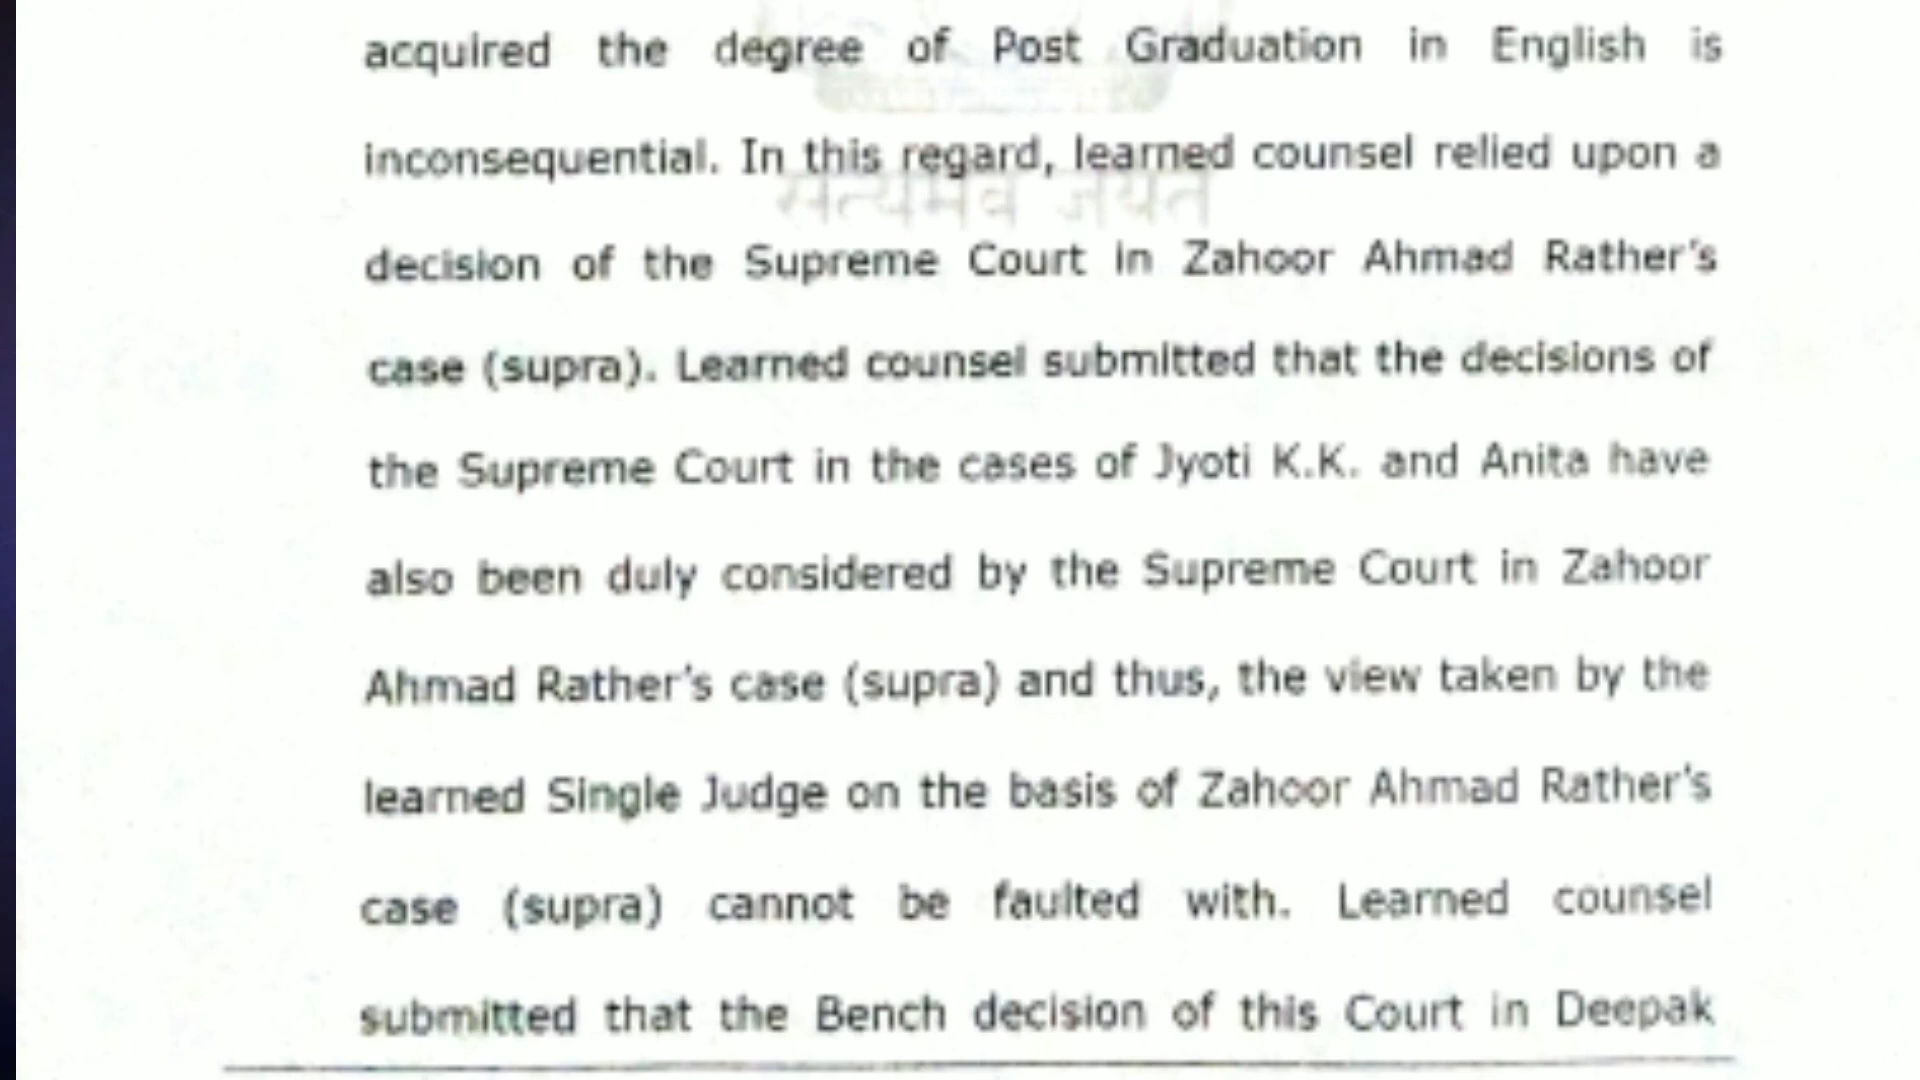 acquired the degree of Post Graduation in English is
inconsequential. In this regard, learned counsel relied upon a
सत्यमेव जयते
decision of the Supreme Court in Zahoor Ahmad Rather's
case (supra). Learned counsel submitted that the decisions of
the Supreme Court in the cases of Jyoti K.K. and Anita have
also been duly considered by the Supreme Court in Zahoor
Ahmad Rather's case (supra) and thus, the view taken by the
learned Single Judge on the basis of Zahoor Ahmad Rather's
case (supra) cannot be faulted with. Learned counsel
submitted that the Bench decision of this Court in Deepak